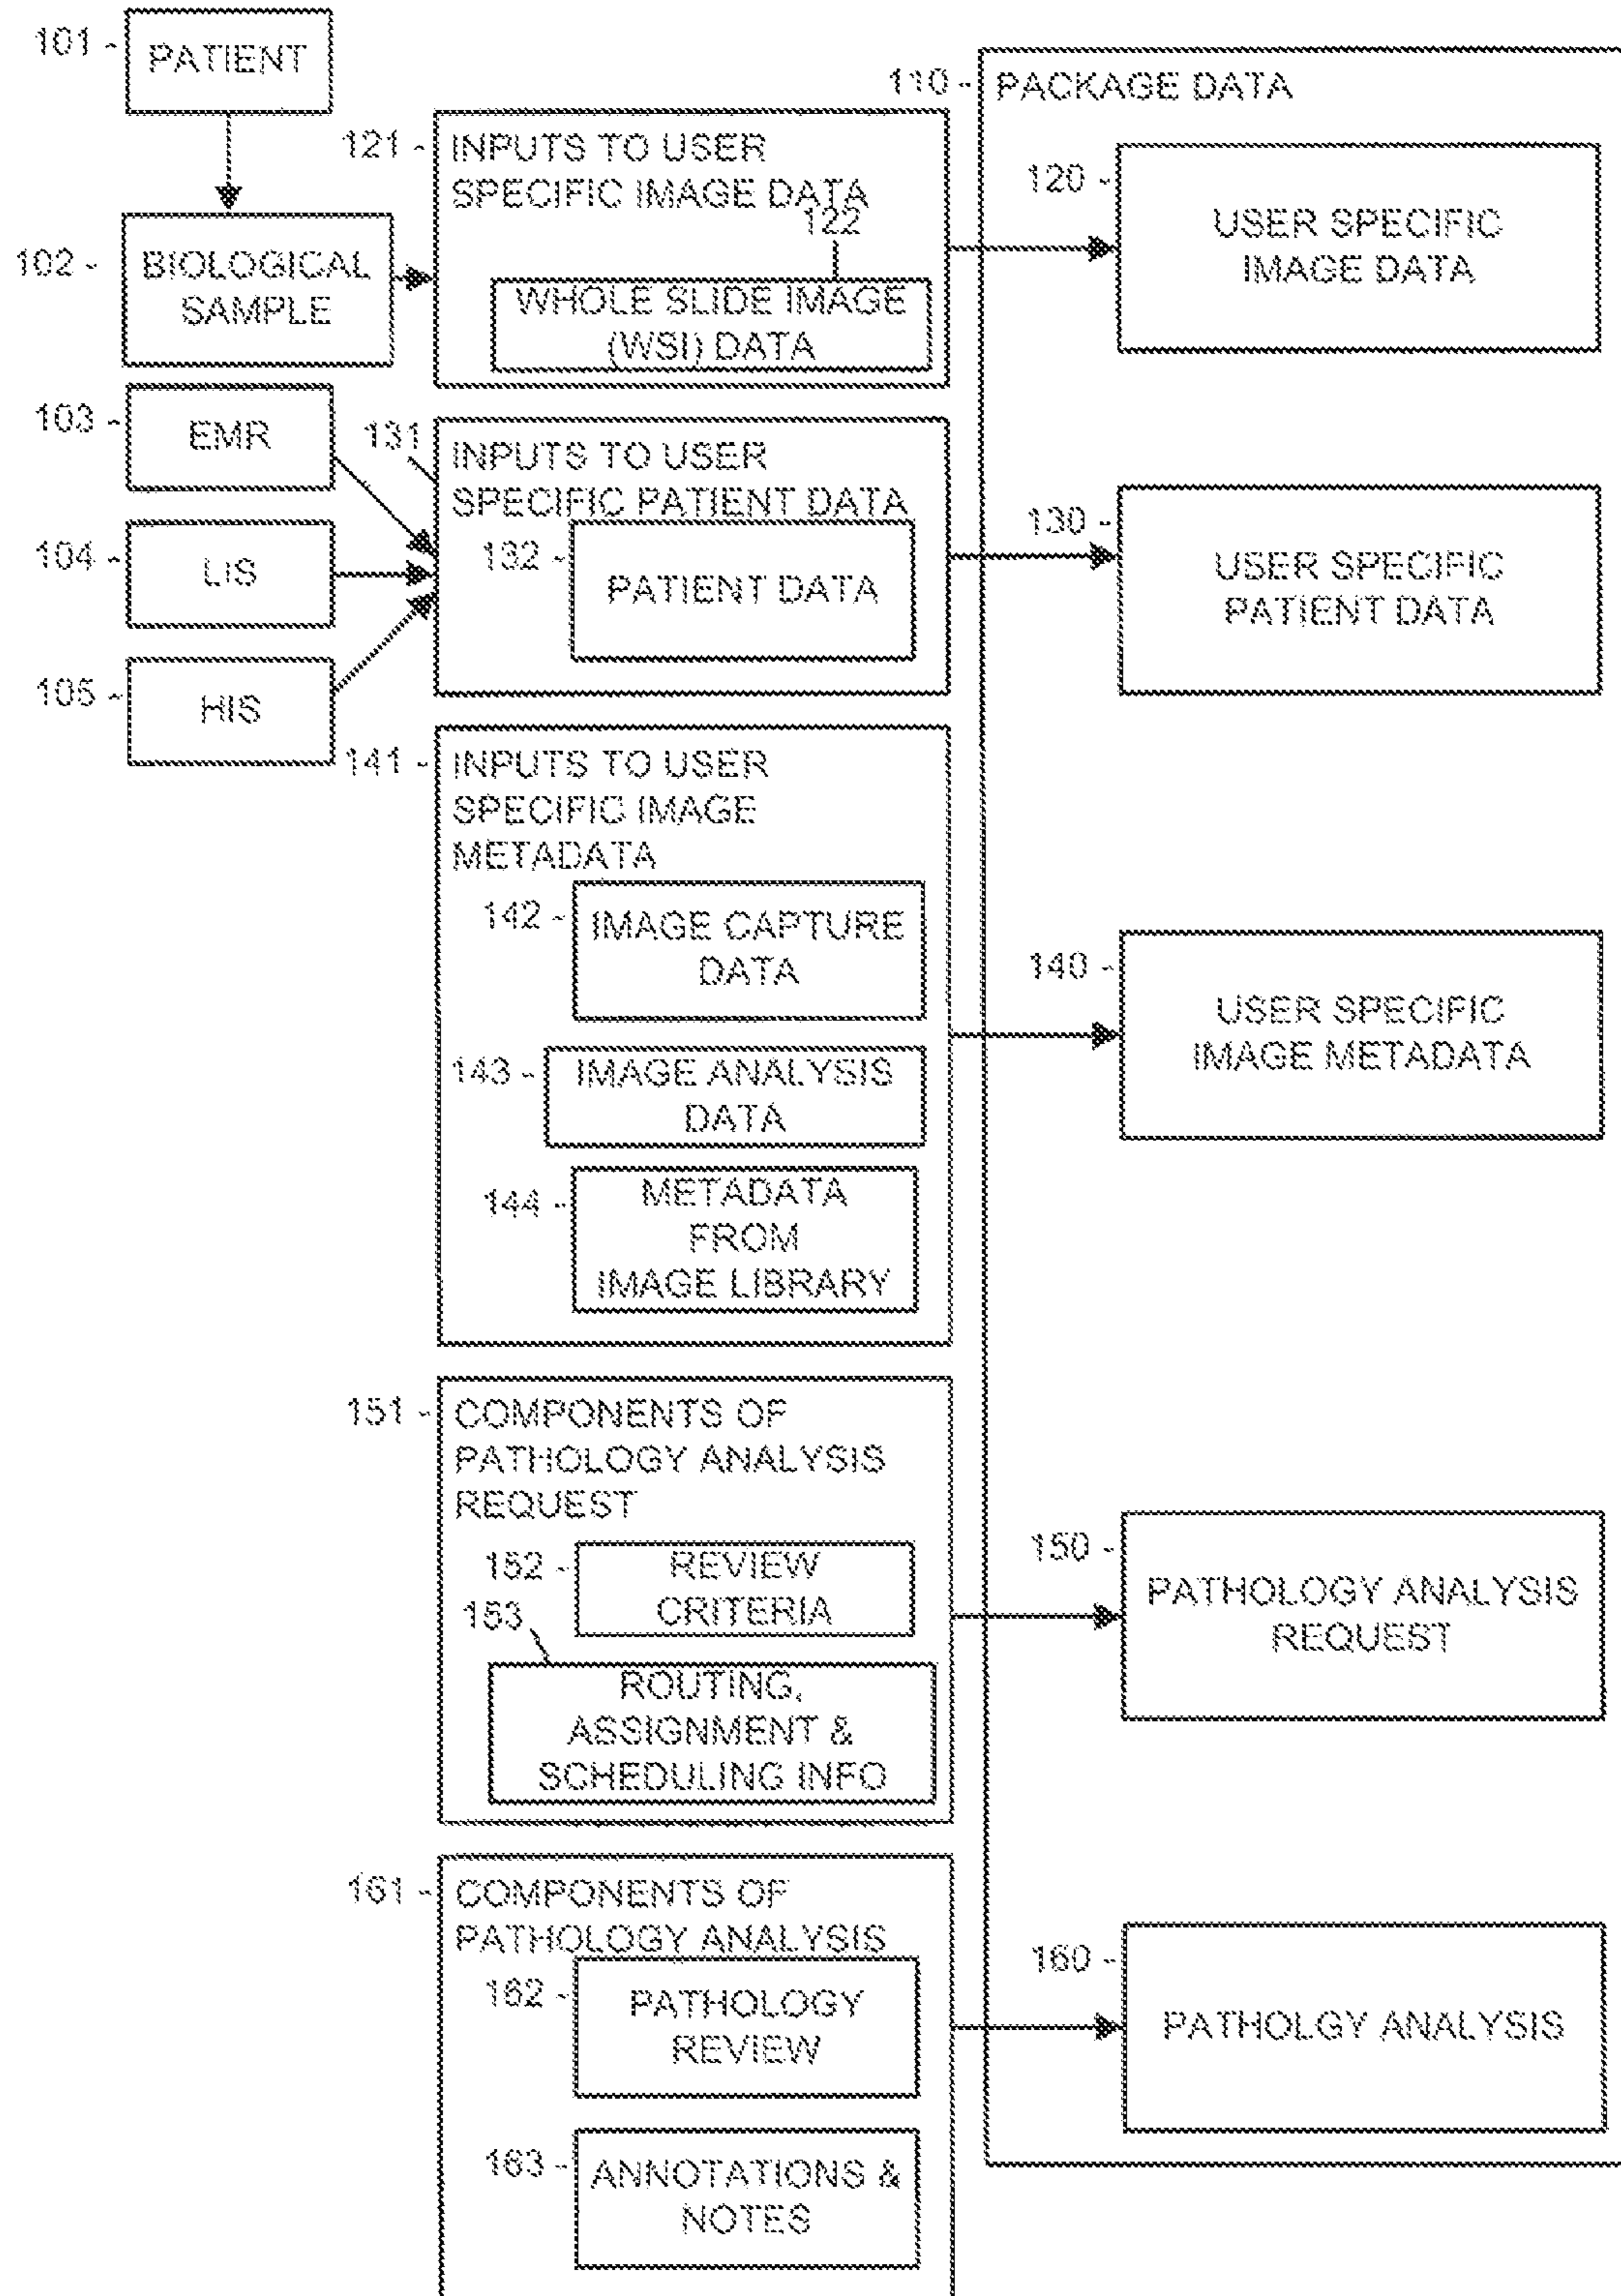 101 -
PATIENT
110 -
PACKAGE DATA
121 -
INPUTS TO USER
SPECIFIC IMAGE DATA
122
WHOLE SLIDE IMAGE
(WSI) DATA
120 -
USER SPECIFIC
IMAGE DATA
102 -
BIOLOGICAL
SAMPLE
103 -
EMR
131
INPUTS TO USER
SPECIFIC PATIENT DATA
132 -
PATIENT DATA
130 -
USER SPECIFIC
PATIENT DATA
104 -
LIS
105 -
HIS
141 -
INPUTS TO USER
SPECIFIC IMAGE
METADATA
142 -
IMAGE CAPTURE
DATA
143 -
IMAGE ANALYSIS
DATA
144 -
METADATA
FROM
IMAGE LIBRARY
140 -
USER SPECIFIC
IMAGE METADATA
151 -
COMPONENTS OF
PATHOLOGY ANALYSIS
REQUEST
152 -
REVIEW
CRITERIA
153
ROUTING,
ASSIGNMENT &
SCHEDULING INFO
150 -
PATHOLOGY ANALYSIS
REQUEST
161 -
COMPONENTS OF
PATHOLOGY ANALYSIS
162 -
PATHOLOGY
REVIEW
163 -
ANNOTATIONS &
NOTES
160 -
PATHOLGY ANALYSIS